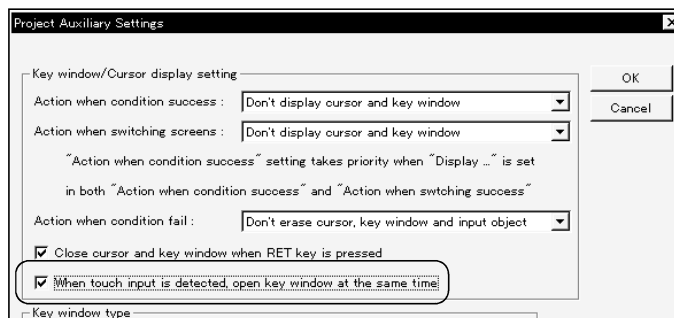 Project Auxiliary Settings
Key window/Cursor display setting
OK
Action when condition success : Don't display cursor and key window
Cancel
Action when switching screens : Don't display cursor and key window
"Action when condition success" setting takes priority when "Display ..." is set
in both "Action when condition success" and "Action when swtching success"
Action when condition fail : Don't erase cursor, key window and input object
Close cursor and key window when RET key is pressed
When touch input is detected, open key window at the same time
Key window type